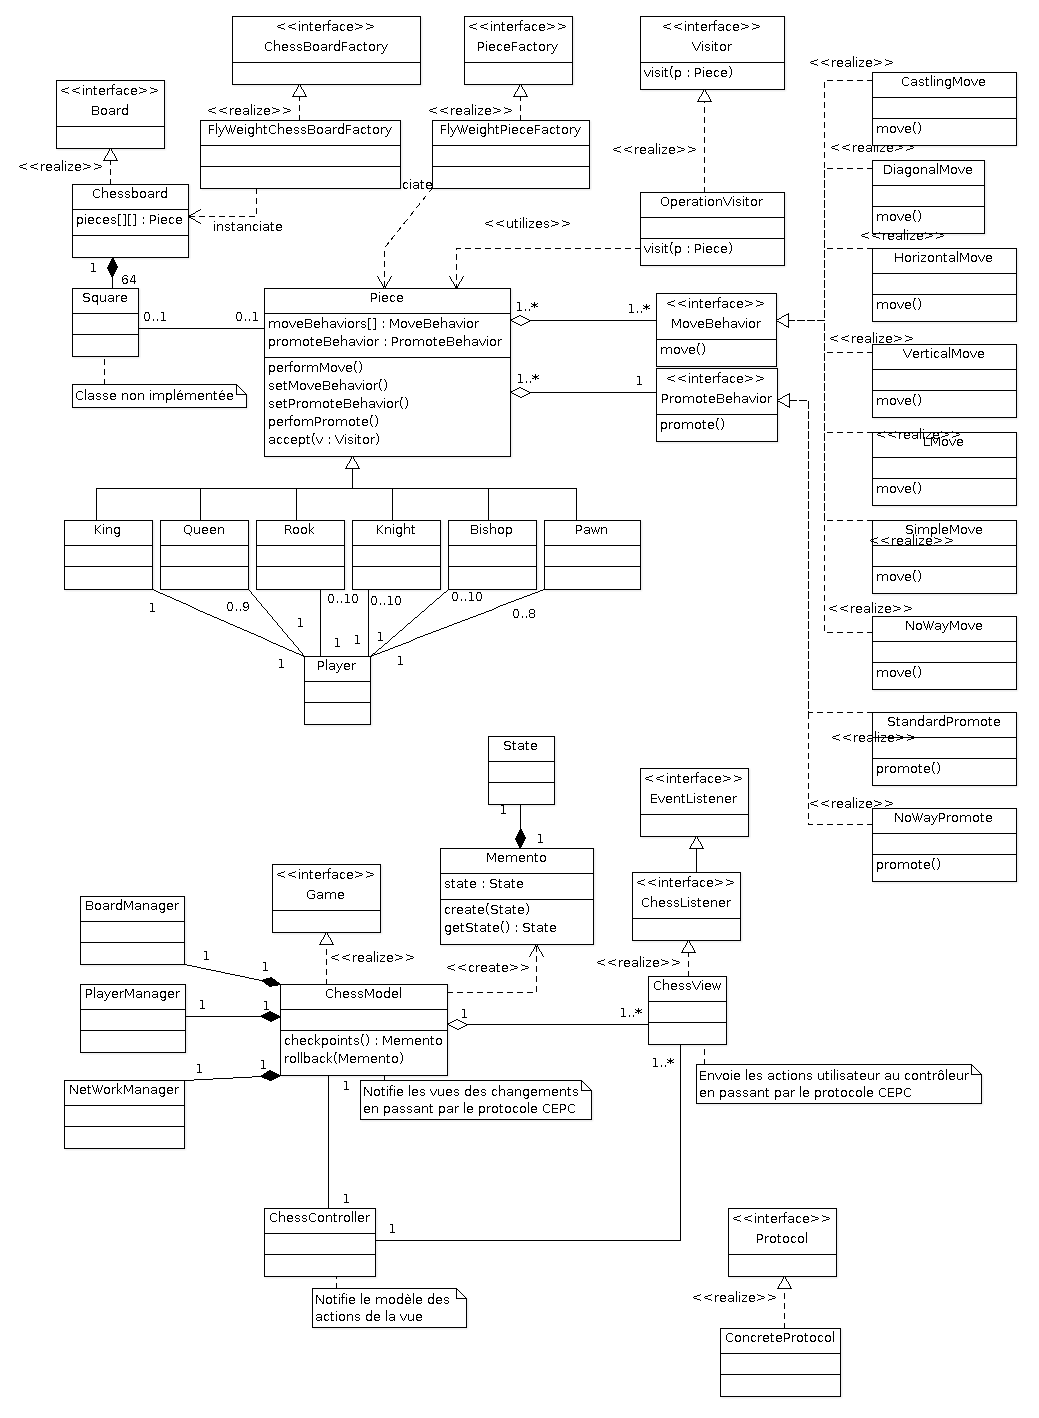 <<interface>>
ChessBoardFactory
<<interface>>
PieceFactory
<<interface>>
Visitor
visit(p : Piece)
<<realize>>
CastlingMove
move()
<<interface>>
Board
<<realize>>
<<realize>>
FlyWeightChessBoardFactory
<<realize>>
FlyWeightPieceFactory
<<realize>>
<<realize>>
DiagonalMove
move()
<<realize>>
Chessboard
pieces[][] : Piece
instanciate
ciate
<<utilizes>>
OperationVisitor
visit(p : Piece)
<<realize>>
HorizontalMove
move()
1
64
Square
0..1
0..1
Classe non implémentée
Piece
moveBehaviors[] : MoveBehavior
promoteBehavior : PromoteBehavior
performMove()
setMoveBehavior()
setPromoteBehavior()
perfomPromote()
accept(v : Visitor)
1..*
1..*
<<interface>>
MoveBehavior
move()
1..*
1
<<interface>>
PromoteBehavior
promote()
<<realize>>
VerticalMove
move()
<<realize>>
LMove
move()
SimpleMove
<<realize>>
move()
<<realize>>
NoWayMove
move()
King
Queen
Rook
Knight
Bishop
Pawn
1
0..9
0..10
0..10
0..10
0..8
1
1
1
1
1
1
Player
StandardPromote
<<realize>>
promote()
<<realize>>
NoWayPromote
promote()
State
1
1
Memento
state : State
create(State)
getState() : State
<<interface>>
EventListener
<<interface>>
ChessListener
<<realize>>
<<interface>>
Game
<<realize>>
<<create>>
BoardManager
1
1
PlayerManager
1
1
NetWorkManager
1
1
ChessModel
checkpoints() : Memento
rollback(Memento)
1
1..*
ChessView
1..*
1
Notifie les vues des changements
en passant par le protocole CEPC
Envoie les actions utilisateur au contrôleur
en passant par le protocole CEPC
1
ChessController
1
Notifie le modèle des
actions de la vue
<<interface>>
Protocol
<<realize>>
ConcreteProtocol